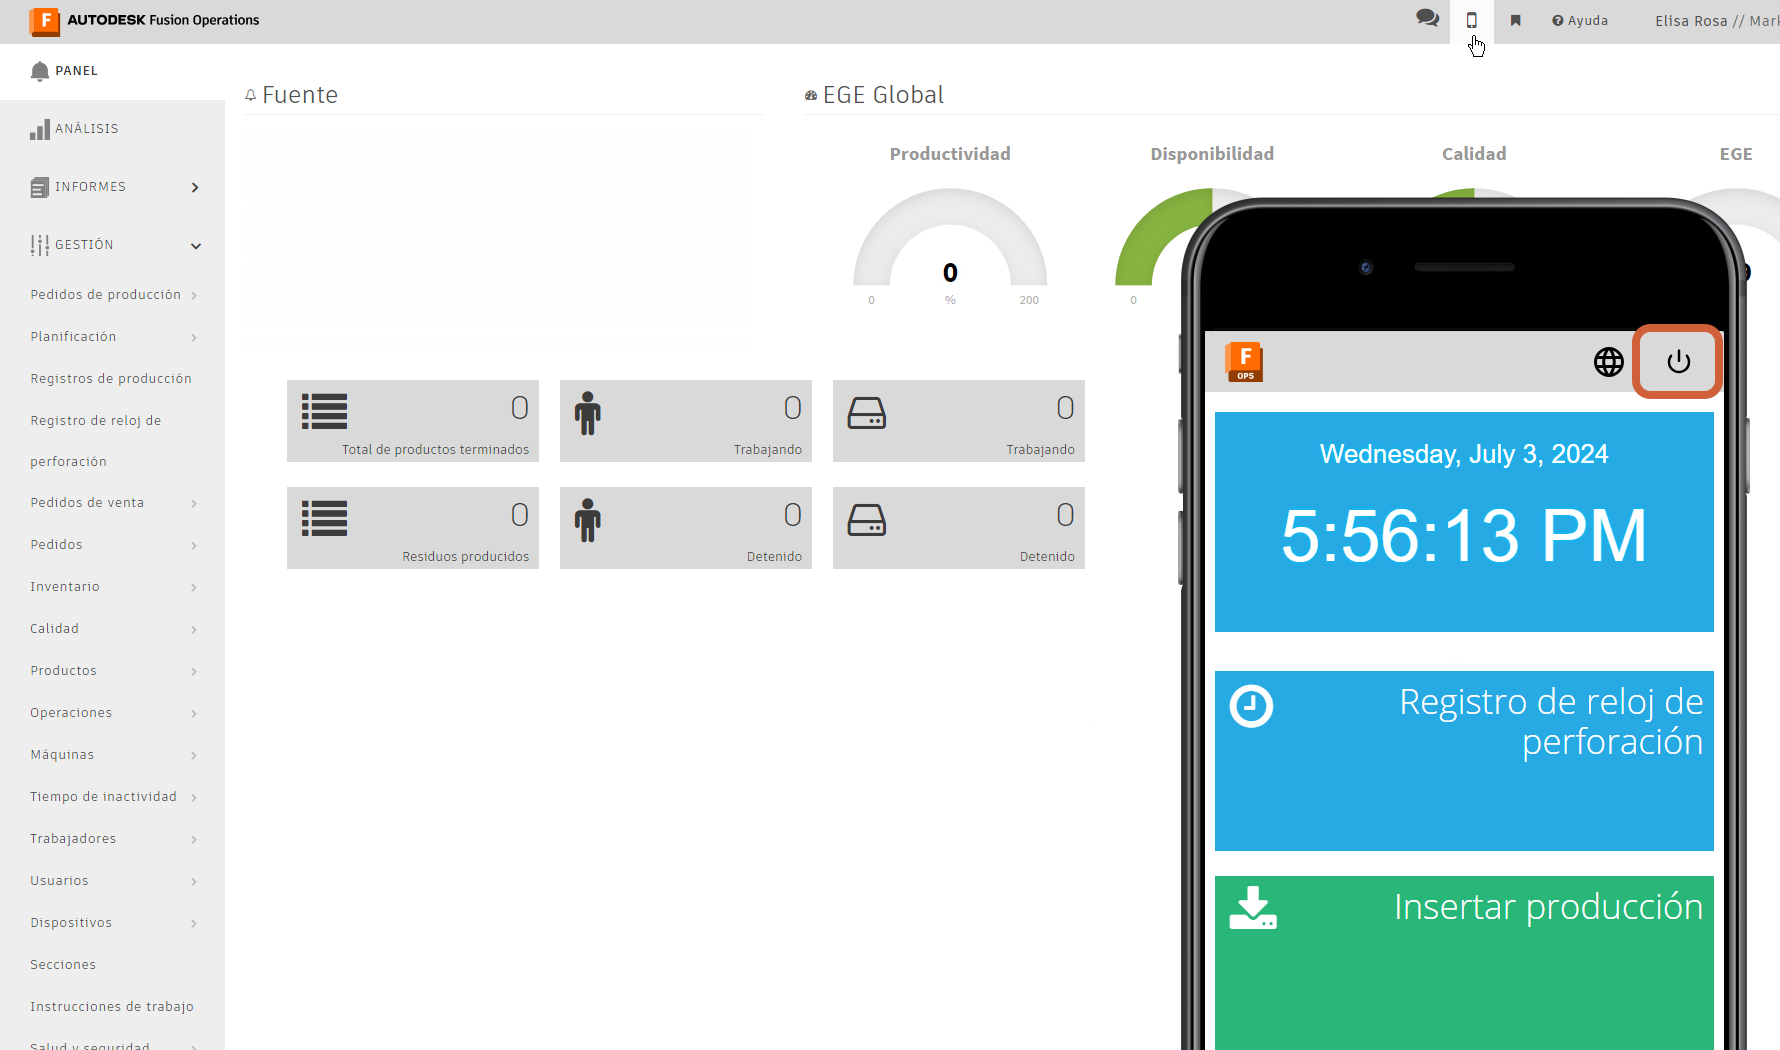 AUTODESK Fusion Operations
Ayuda
Elisa Rosa // Mark
PANEL
ANÁLISIS
INFORMES
GESTIÓN
Pedidos de producción
Planificación
Registros de producción
Registro de reloj de
perforación
Pedidos de venta
Pedidos
Inventario
Calidad
Productos
Operaciones
Máquinas
Tiempo de inactividad
Trabajadores
Usuarios
Dispositivos
Secciones
Instrucciones de trabajo
Salud y seguridad
Fuente
EGE Global
Productividad
Disponibilidad
Calidad
EGE
0
0
%
200
0
0
Total de productos terminados
0
Trabajando
0
Trabajando
0
Residuos producidos
0
Detenido
0
Detenido
F
OPS
Wednesday, July 3, 2024
5:56:13 PM
Registro de reloj de
perforación
Insertar producción